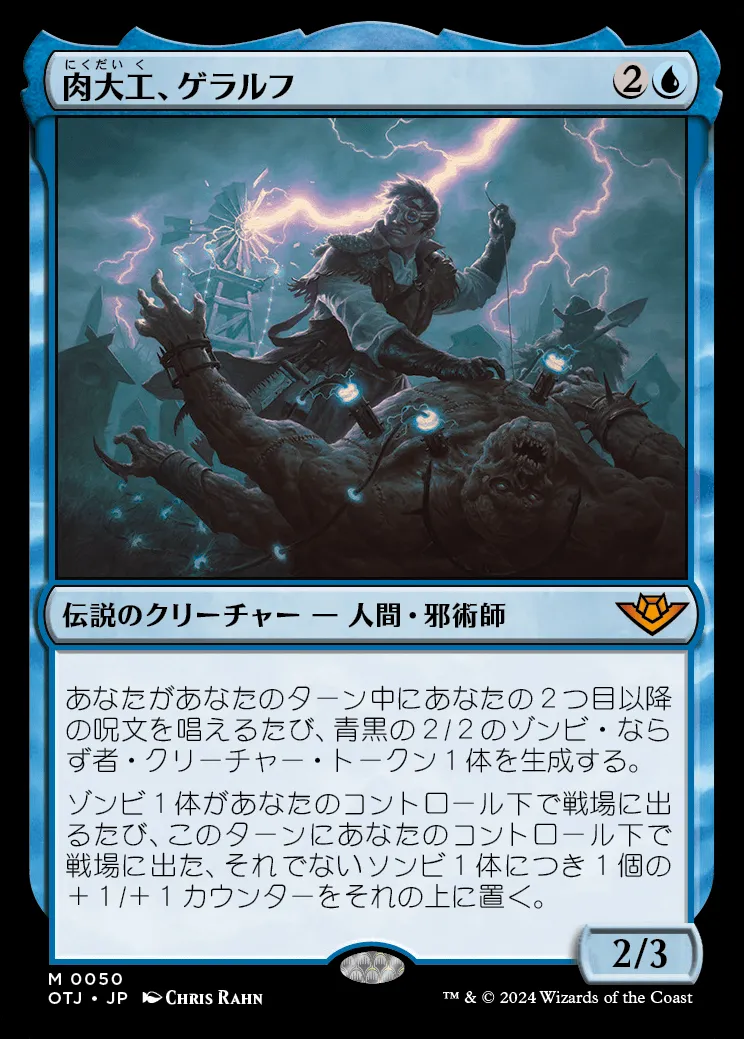 にくだいく
肉大工、ゲラルフ
2
伝説のクリーチャー — 人間・邪術師
あなたがあなたのターン中にあなたの２つ目以降
の呪文を唱えるたび、青黒の２/２のゾンビ・なら
ず者・クリーチャー・トークン１体を生成する。
ゾンビ１体があなたのコントロール下で戦場に出
るたび、このターンにあなたのコントロール下で
戦場に出た、それでないゾンビ１体につき１個の
＋１/＋１カウンターをそれの上に置く。
2/3
M 0050
OTJ • JP CHRIS RAHN
™ & © 2024 Wizards of the Coast